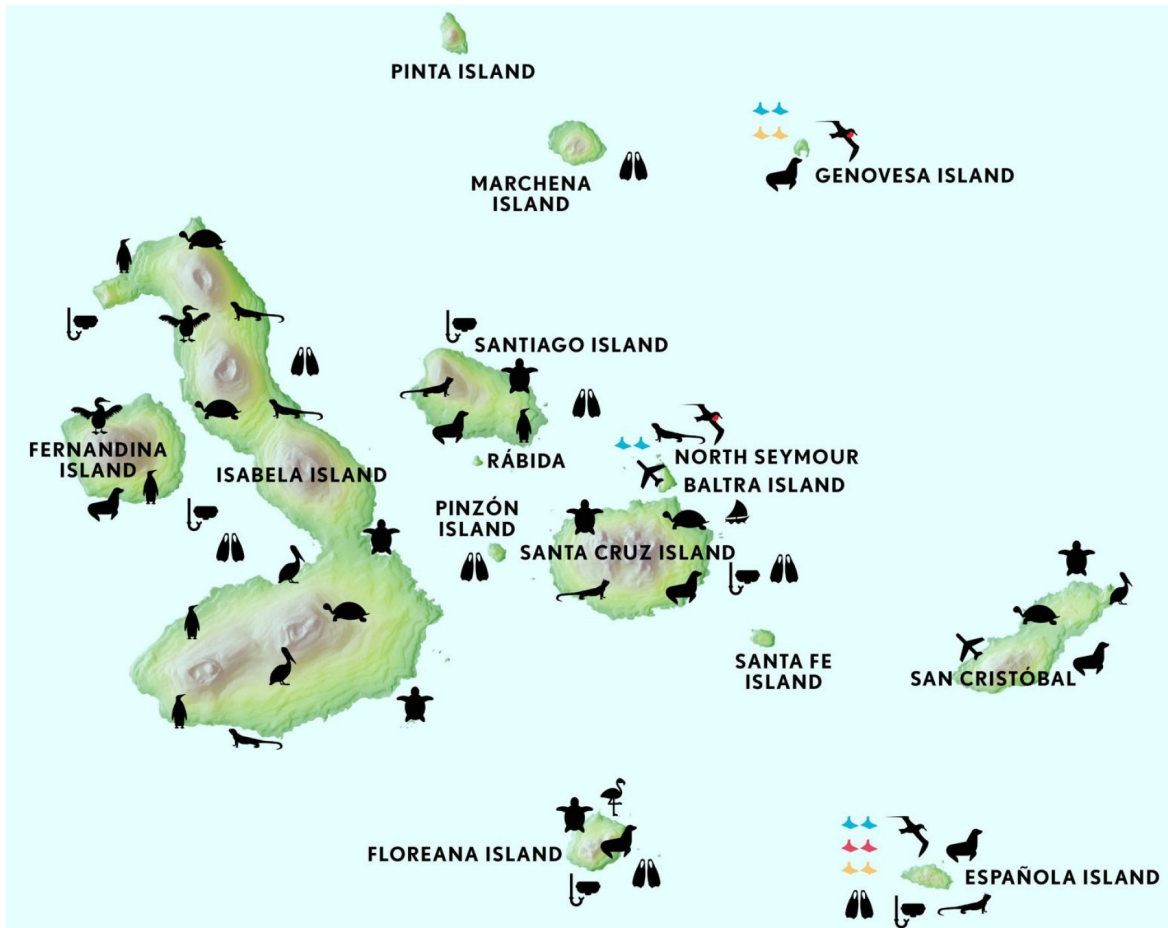 PINTA ISLAND
MARCHENA
ISLAND
GENOVESA ISLAND
SANTIAGO ISLAND
FERNANDINA
ISLAND
ISABELA ISLAND
RÁBIDA
NORTH SEYMOUR
BALTRA ISLAND
PINZÓN
ISLAND
SANTA CRUZ ISLAND
SANTA FE
ISLAND
SAN CRISTÓBAL
FLOREANA ISLAND
ESPAÑOLA ISLAND